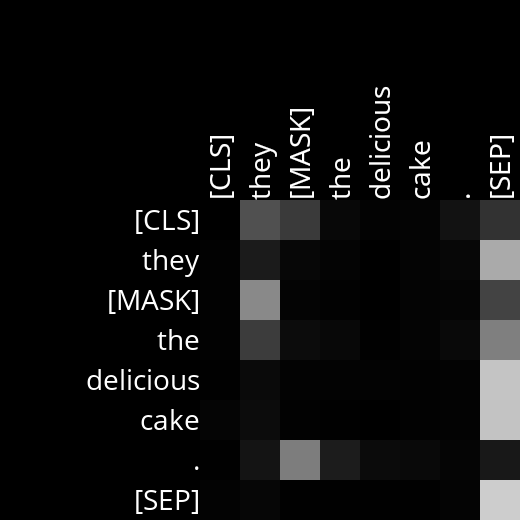 [CLS] they [MASK] the delicious cake . [SEP]
[CLS]
they
[MASK]
the
delicious
cake
.
[SEP]